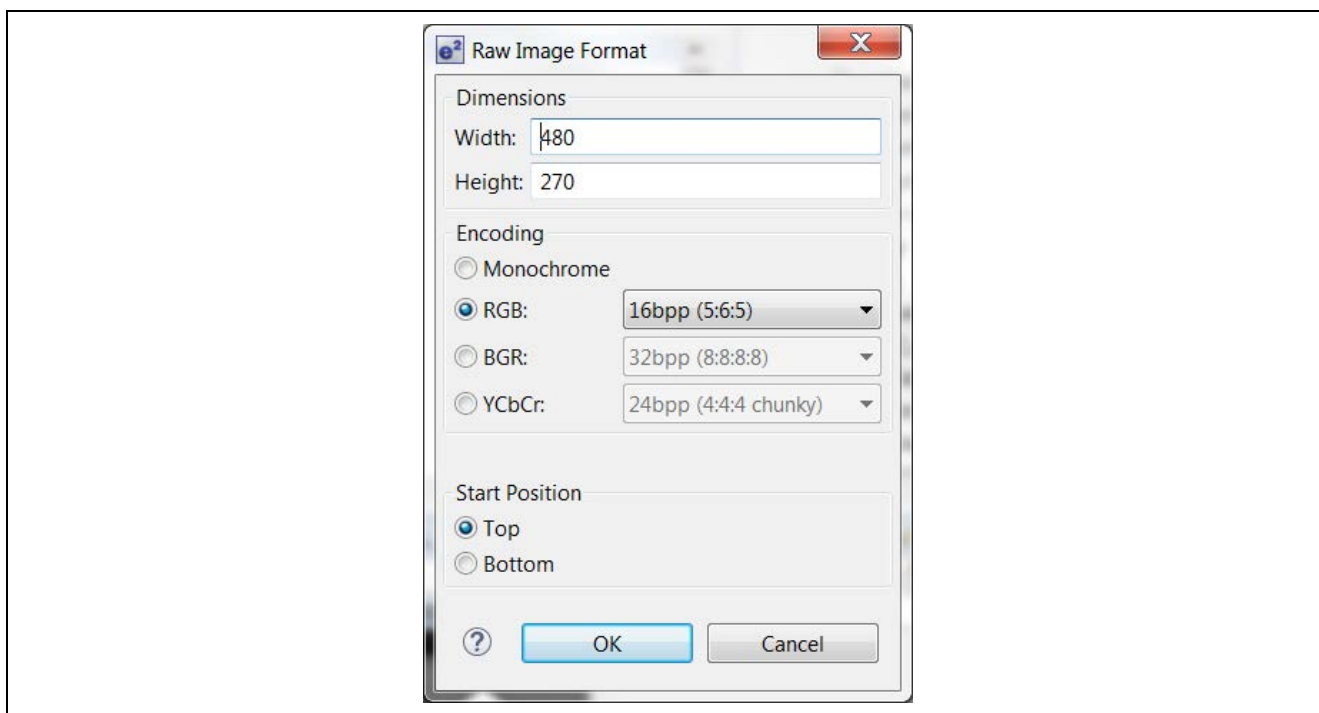 e² Raw Image Format
Dimensions
Width: 480
Height: 270
Encoding
Monochrome
RGB: 16bpp (5:6:5)
BGR: 32bpp (8:8:8:8)
YCbCr: 24bpp (4:4:4 chunky)
Start Position
Top
Bottom
? OK Cancel